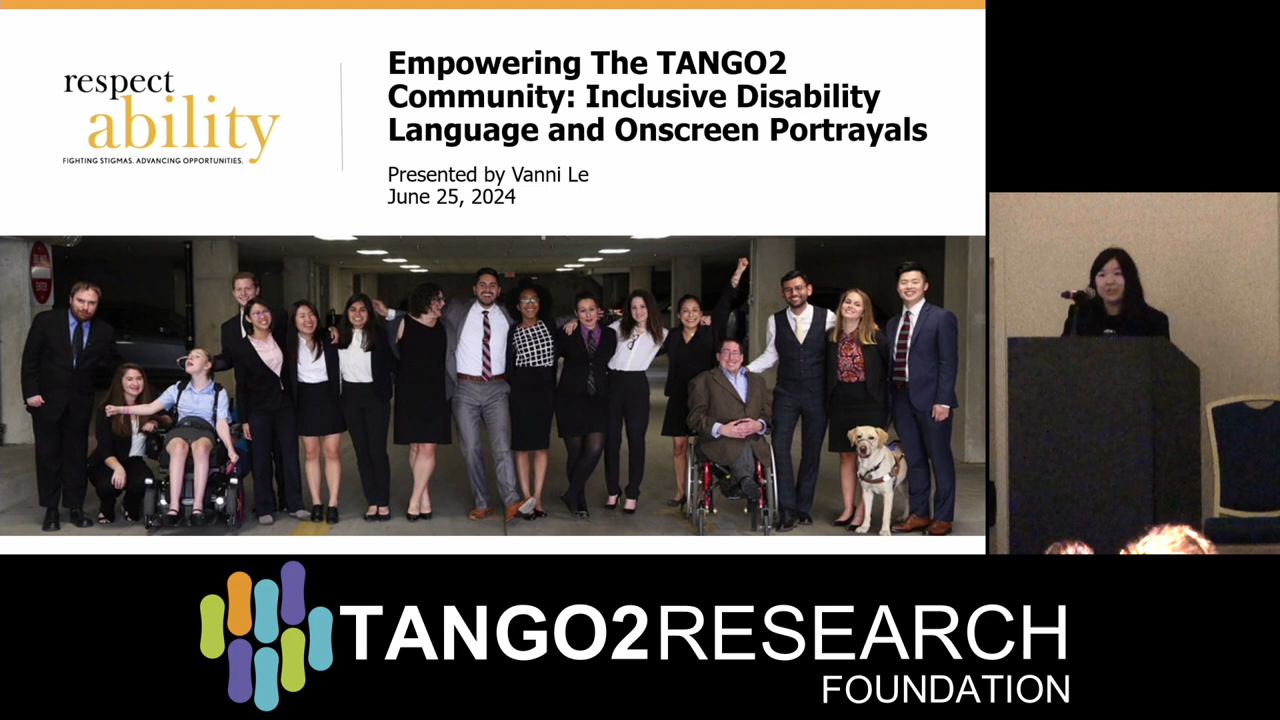 respect
ability
FIGHTING STIGMAS. ADVANCING OPPORTUNITIES.
Empowering The TANGO2
Community: Inclusive Disability
Language and Onscreen Portrayals
Presented by Vanni Le
June 25, 2024
TANGO2RESEARCH
FOUNDATION